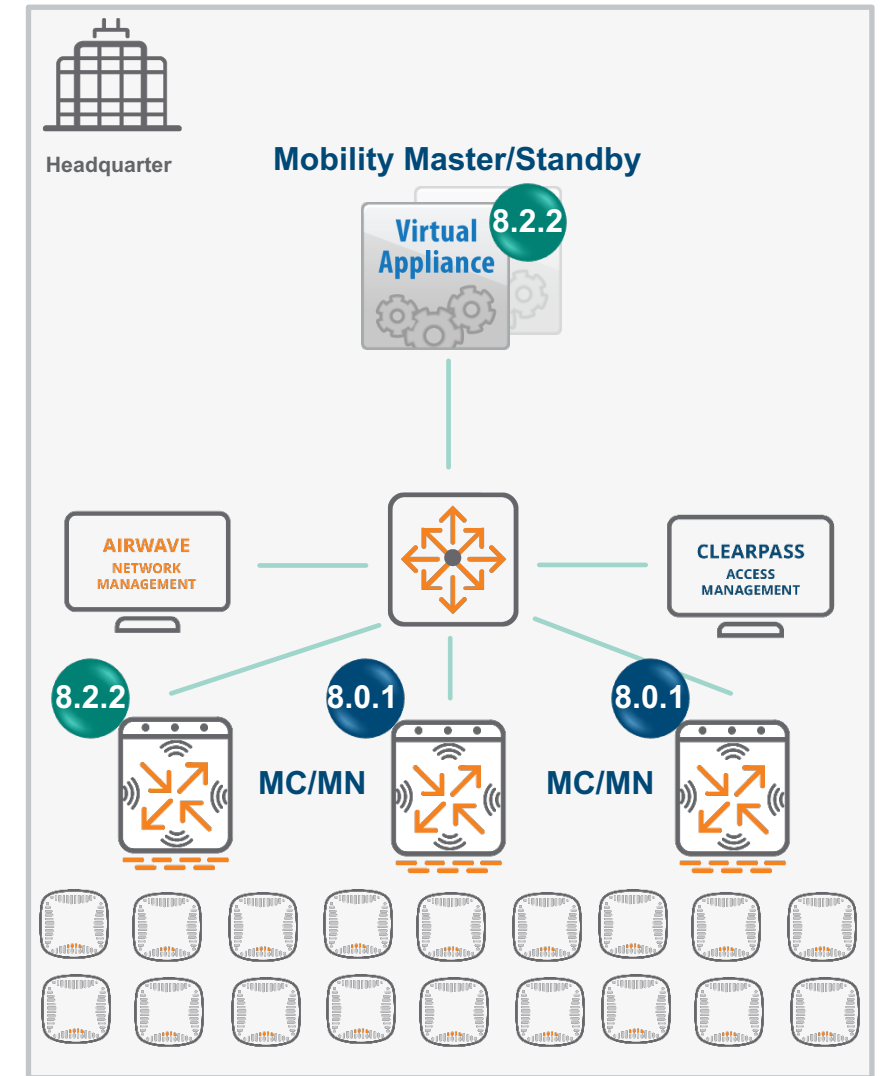 Headquarter
Mobility Master/Standby
Virtual
Appliance
8.2.2
AIRWAVE
NETWORK
MANAGEMENT
CLEARPASS
ACCESS
MANAGEMENT
8.2.2
8.0.1
8.0.1
MC/MN
MC/MN